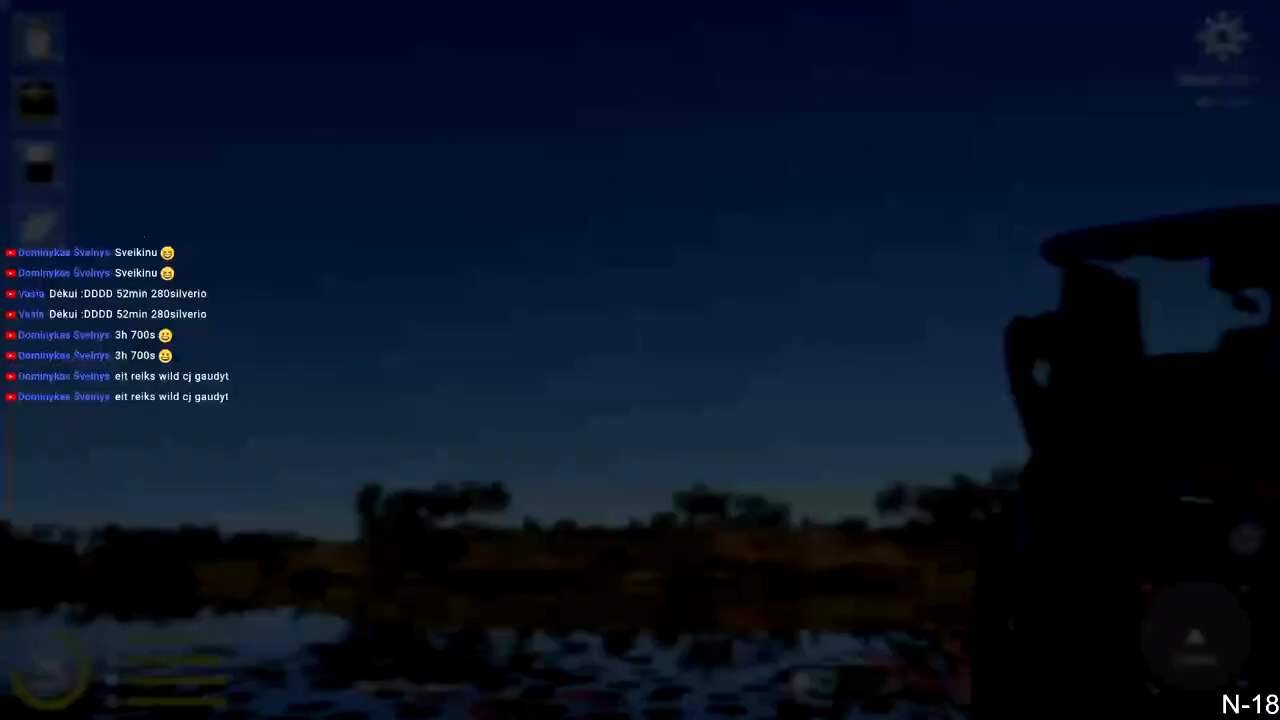 Dominykas Švelnys Sveikinu 😆
Dominykas Švelnys Sveikinu 😆
Vasia Dėkui :DDDD 52min 280silverio
Vasia Dėkui :DDDD 52min 280silverio
Dominykas Švelnys 3h 700s 😀
Dominykas Švelnys 3h 700s 😀
Dominykas Švelnys eit reiks wild cj gaudyt
Dominykas Švelnys eit reiks wild cj gaudyt
N-18